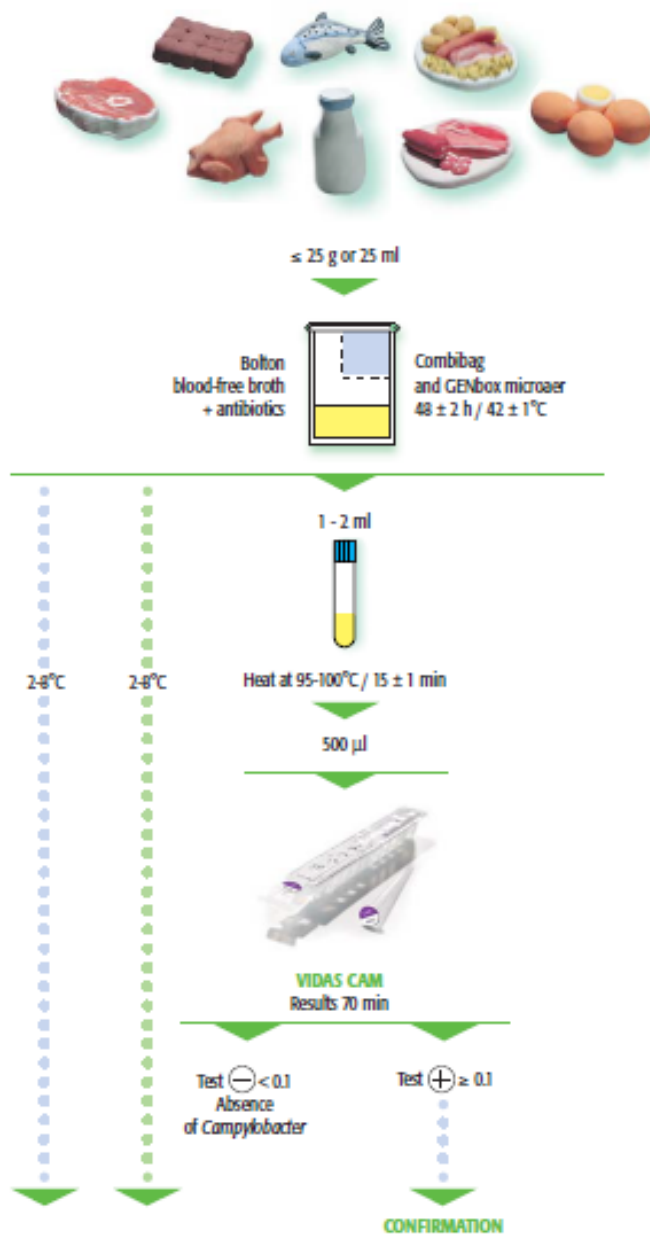 ≤ 25 g or 25 ml
Bolton
blood-free broth
+ antibiotics
Combibag
and GENbox microaer
48 ± 2 h / 42 ± 1°C
1 - 2 ml
2-8°C
2-8°C
Heat at 95-100°C / 15 ± 1 min
500 µl
VIDAS CAM
Results 70 min
Test − < 0.1
Absence
of Campylobacter
Test + ≥ 0.1
CONFIRMATION